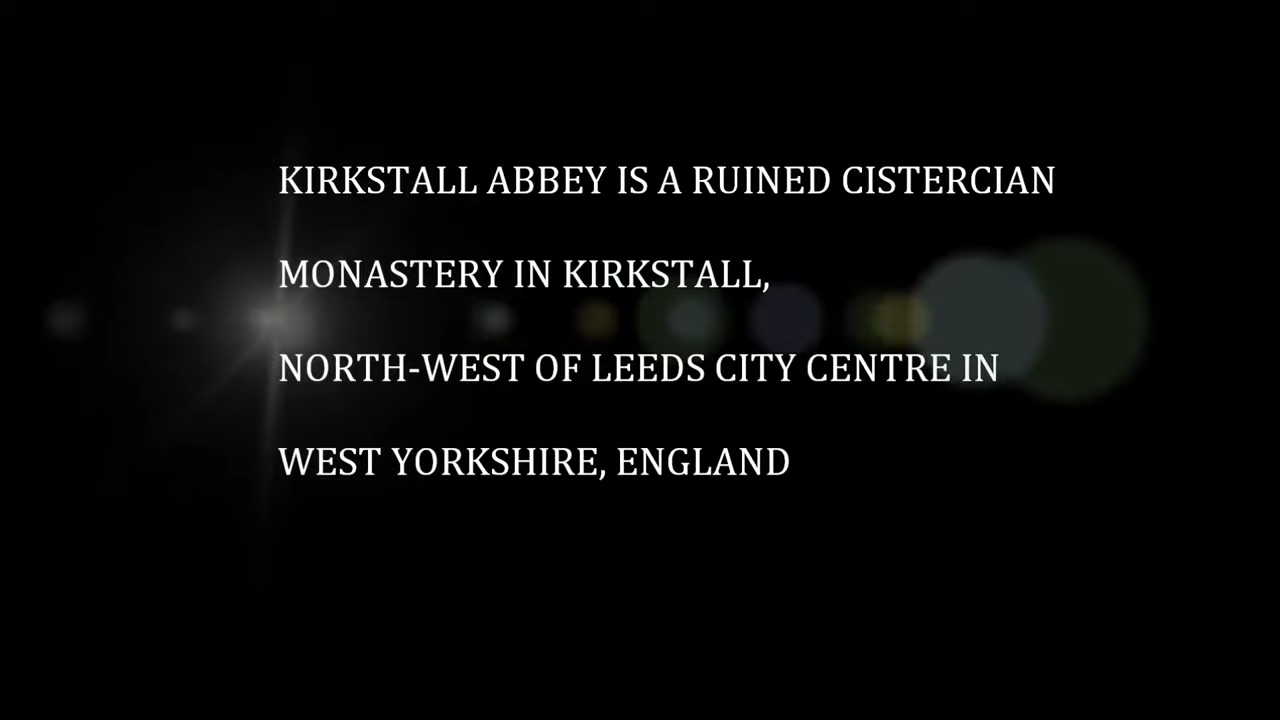 KIRKSTALL ABBEY IS A RUINED CISTERCIAN
MONASTERY IN KIRKSTALL,
NORTH-WEST OF LEEDS CITY CENTRE IN
WEST YORKSHIRE, ENGLAND